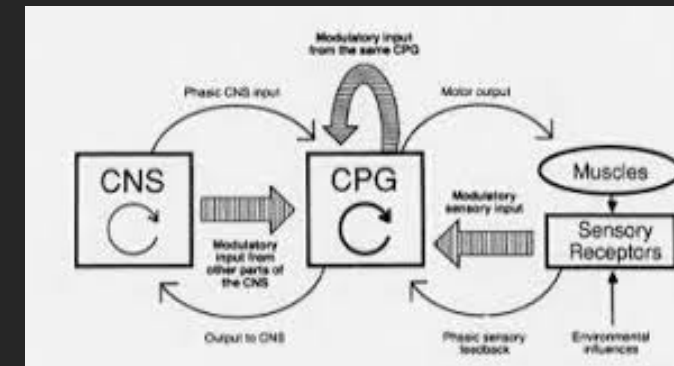 Modulatory input
from the same CPG
Phasic CNS input
Motor output
CNS
CPG
Muscles
Modulatory
sensory input
Sensory
Receptors
Modulatory
input from
other parts of
the CNS
Output to CNS
Phasic sensory
feedback
Environmental
influences